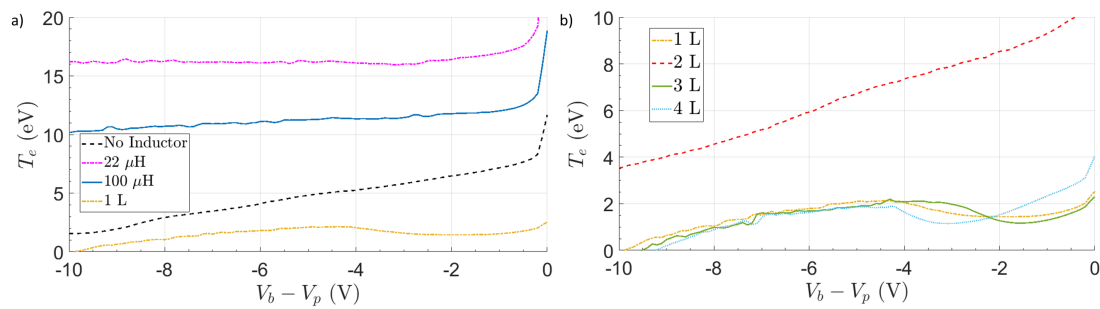 a)
20
15
10
5
0
T_e (eV)
No Inductor
22 μH
100 μH
1 L
-10
-8
-6
-4
-2
0
V_b − V_p (V)
b)
10
8
6
4
2
0
T_e (eV)
1 L
2 L
3 L
4 L
-10
-8
-6
-4
-2
0
V_b − V_p (V)